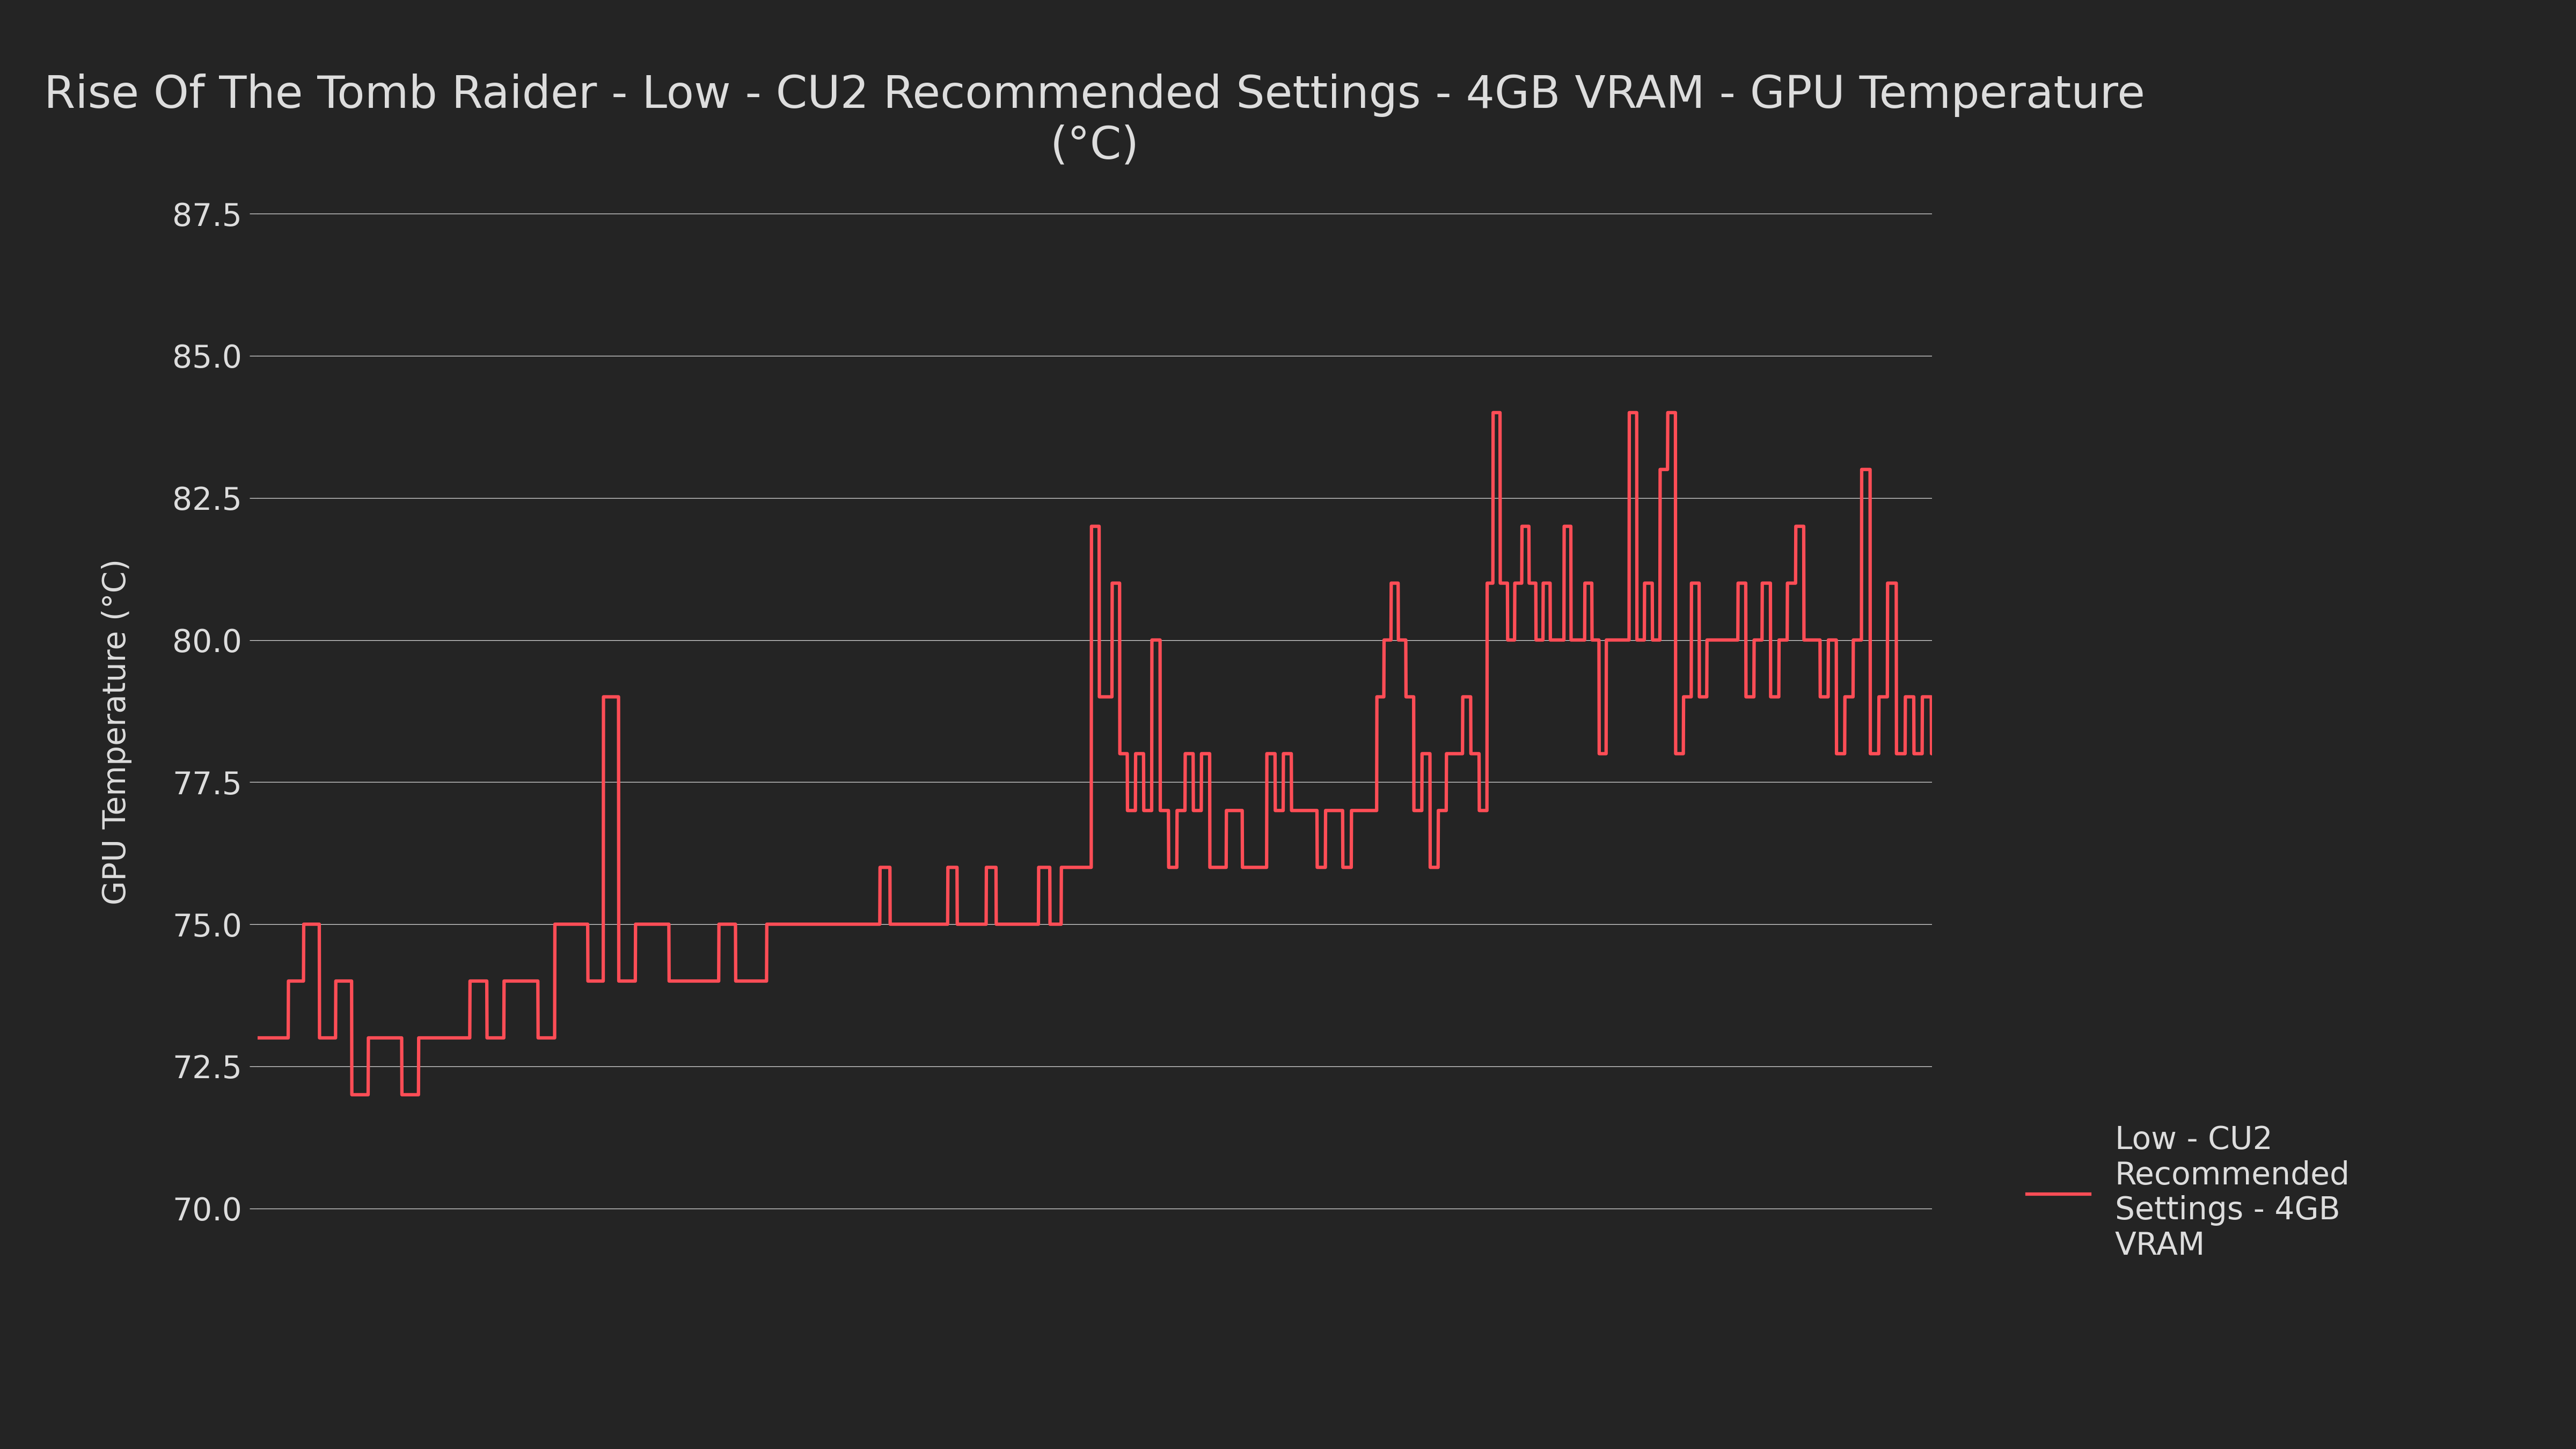 Rise Of The Tomb Raider - Low - CU2 Recommended Settings - 4GB VRAM - GPU Temperature
(°C)
87.5
85.0
82.5
80.0
77.5
75.0
72.5
70.0
GPU Temperature (°C)
Low - CU2
Recommended
Settings - 4GB
VRAM